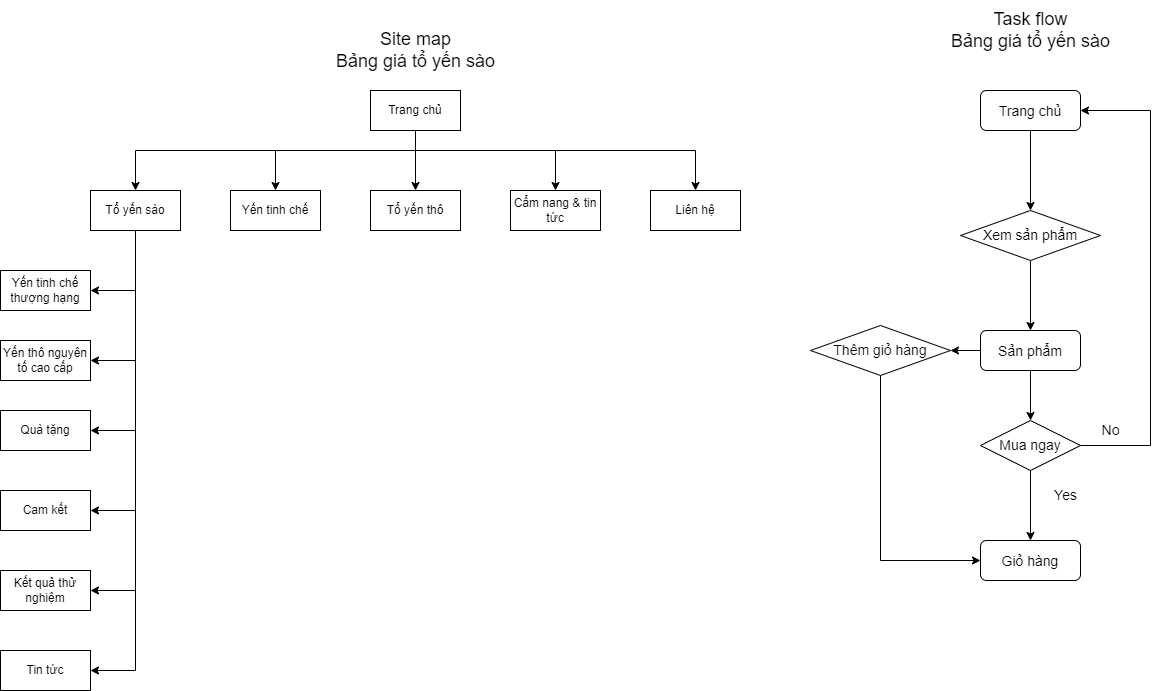 Site map
Bảng giá tổ yến sào
Trang chủ
Tổ yến sào
Yến tinh chế
Tổ yến thô
Cẩm nang & tin
tức
Liên hệ
Yến tinh chế
thượng hạng
Yến thô nguyên
tố cao cấp
Quà tặng
Cam kết
Kết quả thử
nghiệm
Tin tức
Task flow
Bảng giá tổ yến sào
Trang chủ
Xem sản phẩm
Thêm giỏ hàng
Sản phẩm
Mua ngay
No
Yes
Giỏ hàng